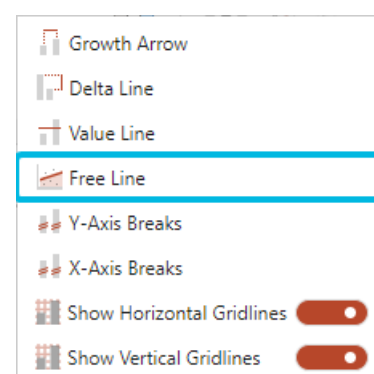 Growth Arrow
Delta Line
Value Line
Free Line
Y-Axis Breaks
X-Axis Breaks
Show Horizontal Gridlines
Show Vertical Gridlines